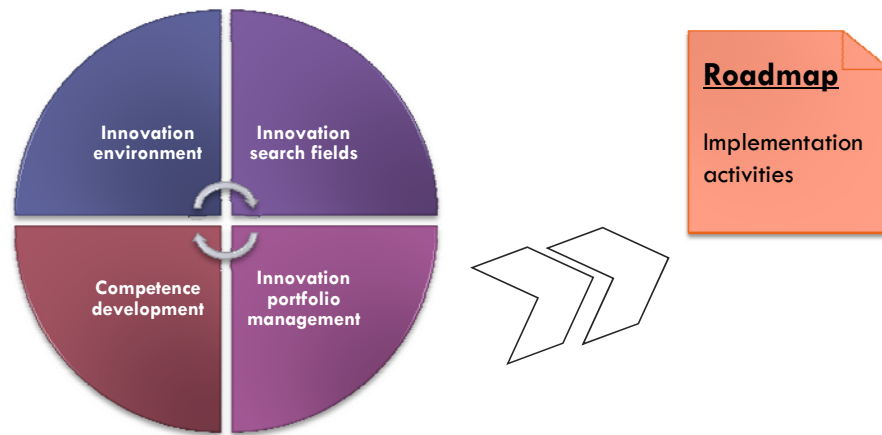 Innovation
environment
Innovation
search fields
Competence
development
Innovation
portfolio
management
Roadmap
Implementation
activities